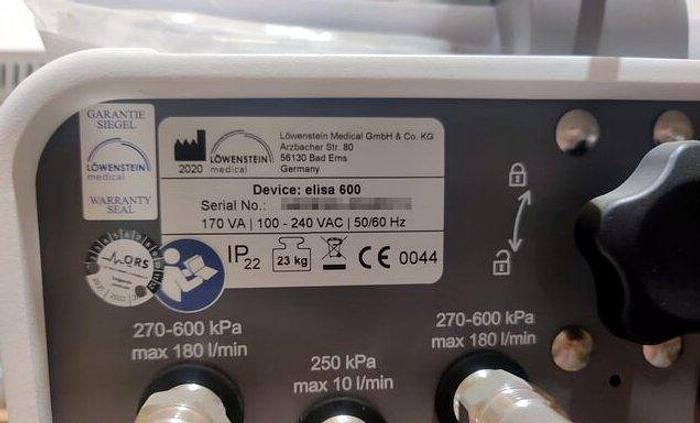 GARANTIE
SIEGEL
LÖWENSTEIN
medical
WARRANTY
SEAL
2020
LÖWENSTEIN
medical
Löwenstein Medical GmbH & Co. KG
Arzbacher Str. 80
56130 Bad Ems
Germany
Device: elisa 600
Serial No.:
170 VA | 100 - 240 VAC | 50/60 Hz
IP22
23 kg
CE 0044
QRS
270-600 kPa
max 180 l/min
250 kPa
max 10 l/min
270-600 kPa
max 180 l/min